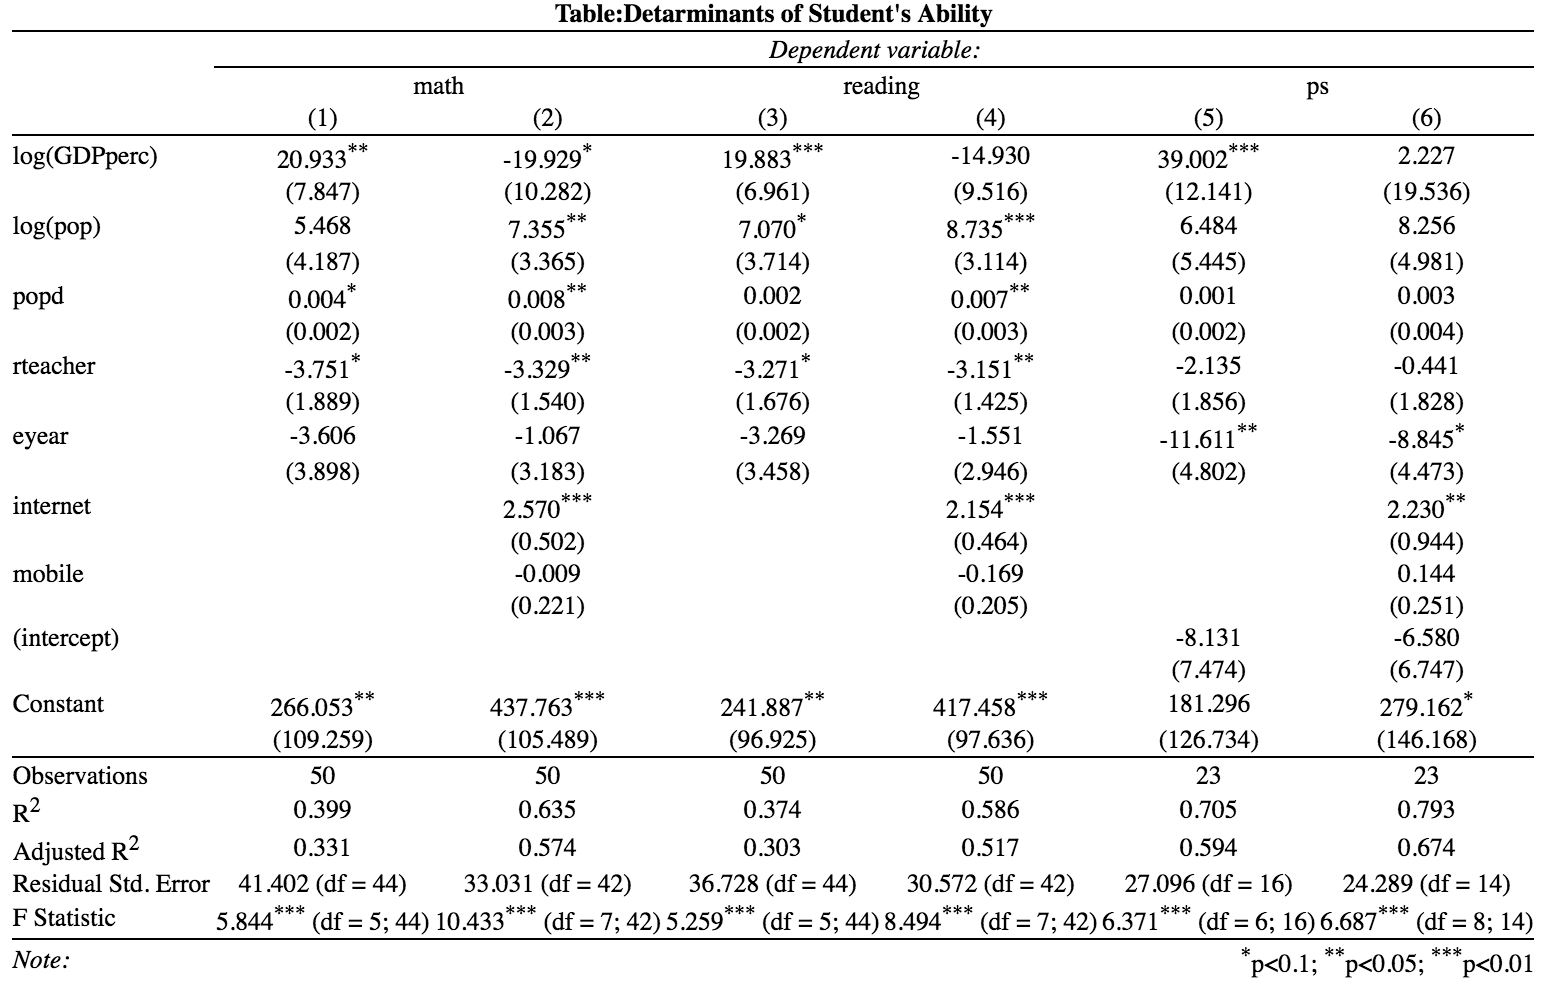 Table:Detarminants of Student's Ability
Dependent variable:
math reading ps
(1) (2) (3) (4) (5) (6)
log(GDPperc) 20.933** -19.929* 19.883*** -14.930 39.002*** 2.227
(7.847) (10.282) (6.961) (9.516) (12.141) (19.536)
log(pop) 5.468 7.355** 7.070* 8.735*** 6.484 8.256
(4.187) (3.365) (3.714) (3.114) (5.445) (4.981)
popd 0.004* 0.008** 0.002 0.007** 0.001 0.003
(0.002) (0.003) (0.002) (0.003) (0.002) (0.004)
rteacher -3.751* -3.329** -3.271* -3.151** -2.135 -0.441
(1.889) (1.540) (1.676) (1.425) (1.856) (1.828)
eyear -3.606 -1.067 -3.269 -1.551 -11.611** -8.845*
(3.898) (3.183) (3.458) (2.946) (4.802) (4.473)
internet 2.570*** 2.154*** 2.230**
(0.502) (0.464) (0.944)
mobile -0.009 -0.169 0.144
(0.221) (0.205) (0.251)
(intercept) -8.131 -6.580
(7.474) (6.747)
Constant 266.053** 437.763*** 241.887** 417.458*** 181.296 279.162*
(109.259) (105.489) (96.925) (97.636) (126.734) (146.168)
Observations 50 50 50 50 23 23
R2 0.399 0.635 0.374 0.586 0.705 0.793
Adjusted R2 0.331 0.574 0.303 0.517 0.594 0.674
Residual Std. Error 41.402 (df = 44) 33.031 (df = 42) 36.728 (df = 44) 30.572 (df = 42) 27.096 (df = 16) 24.289 (df = 14)
F Statistic 5.844*** (df = 5; 44) 10.433*** (df = 7; 42) 5.259*** (df = 5; 44) 8.494*** (df = 7; 42) 6.371*** (df = 6; 16) 6.687*** (df = 8; 14)
Note: *p<0.1; **p<0.05; ***p<0.01